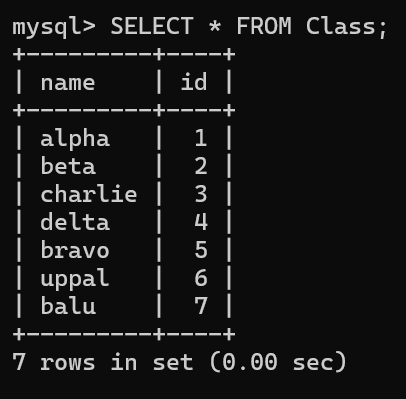 mysql> SELECT * FROM Class;
+---------+----+
| name    | id |
+---------+----+
| alpha   |  1 |
| beta    |  2 |
| charlie |  3 |
| delta   |  4 |
| bravo   |  5 |
| uppal   |  6 |
| balu    |  7 |
+---------+----+
7 rows in set (0.00 sec)